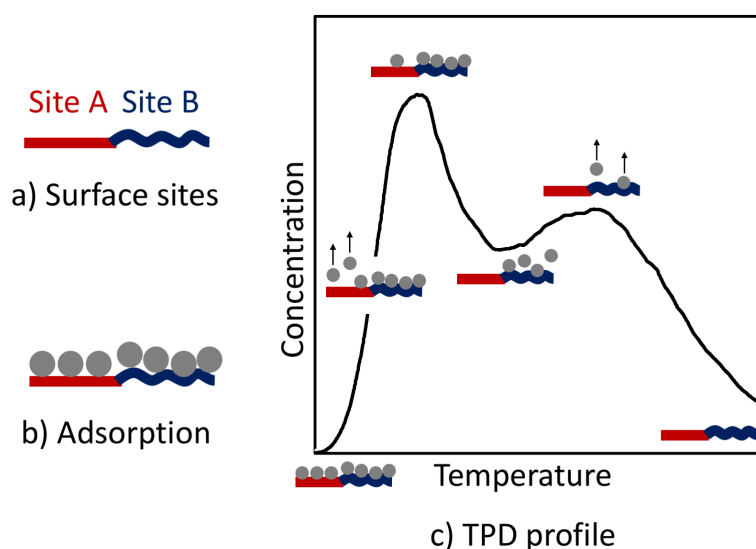 Site A Site B
a) Surface sites
b) Adsorption
Concentration
Temperature
c) TPD profile